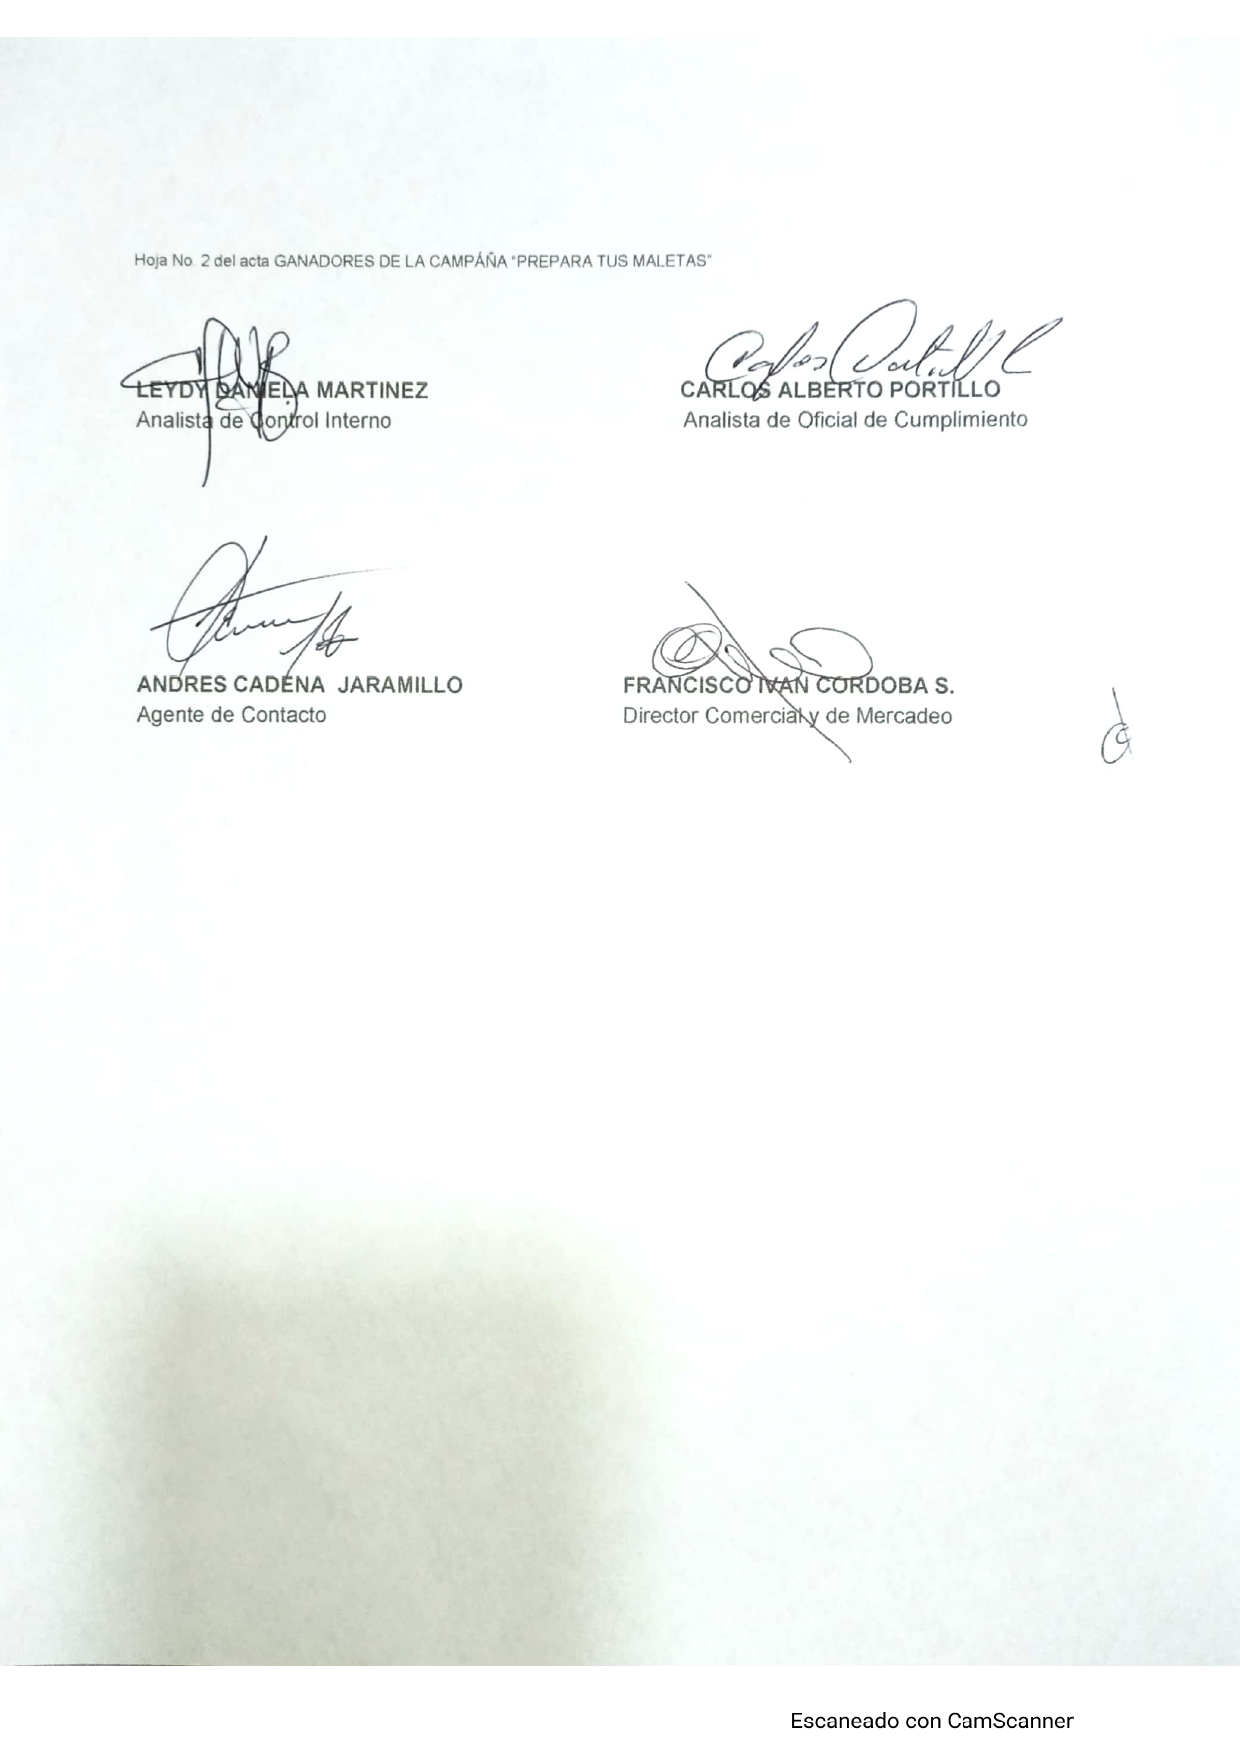 Hoja No. 2 del acta GANADORES DE LA CAMPÁÑA "PREPARA TUS MALETAS"
Carlos Portillo
LEYDY DANIELA MARTINEZ
CARLOS ALBERTO PORTILLO
Analista de Control Interno
Analista de Oficial de Cumplimiento
ANDRES CADENA JARAMILLO
FRANCISCO IVAN CORDOBA S.
Agente de Contacto
Director Comercial y de Mercadeo
Escaneado con CamScanner